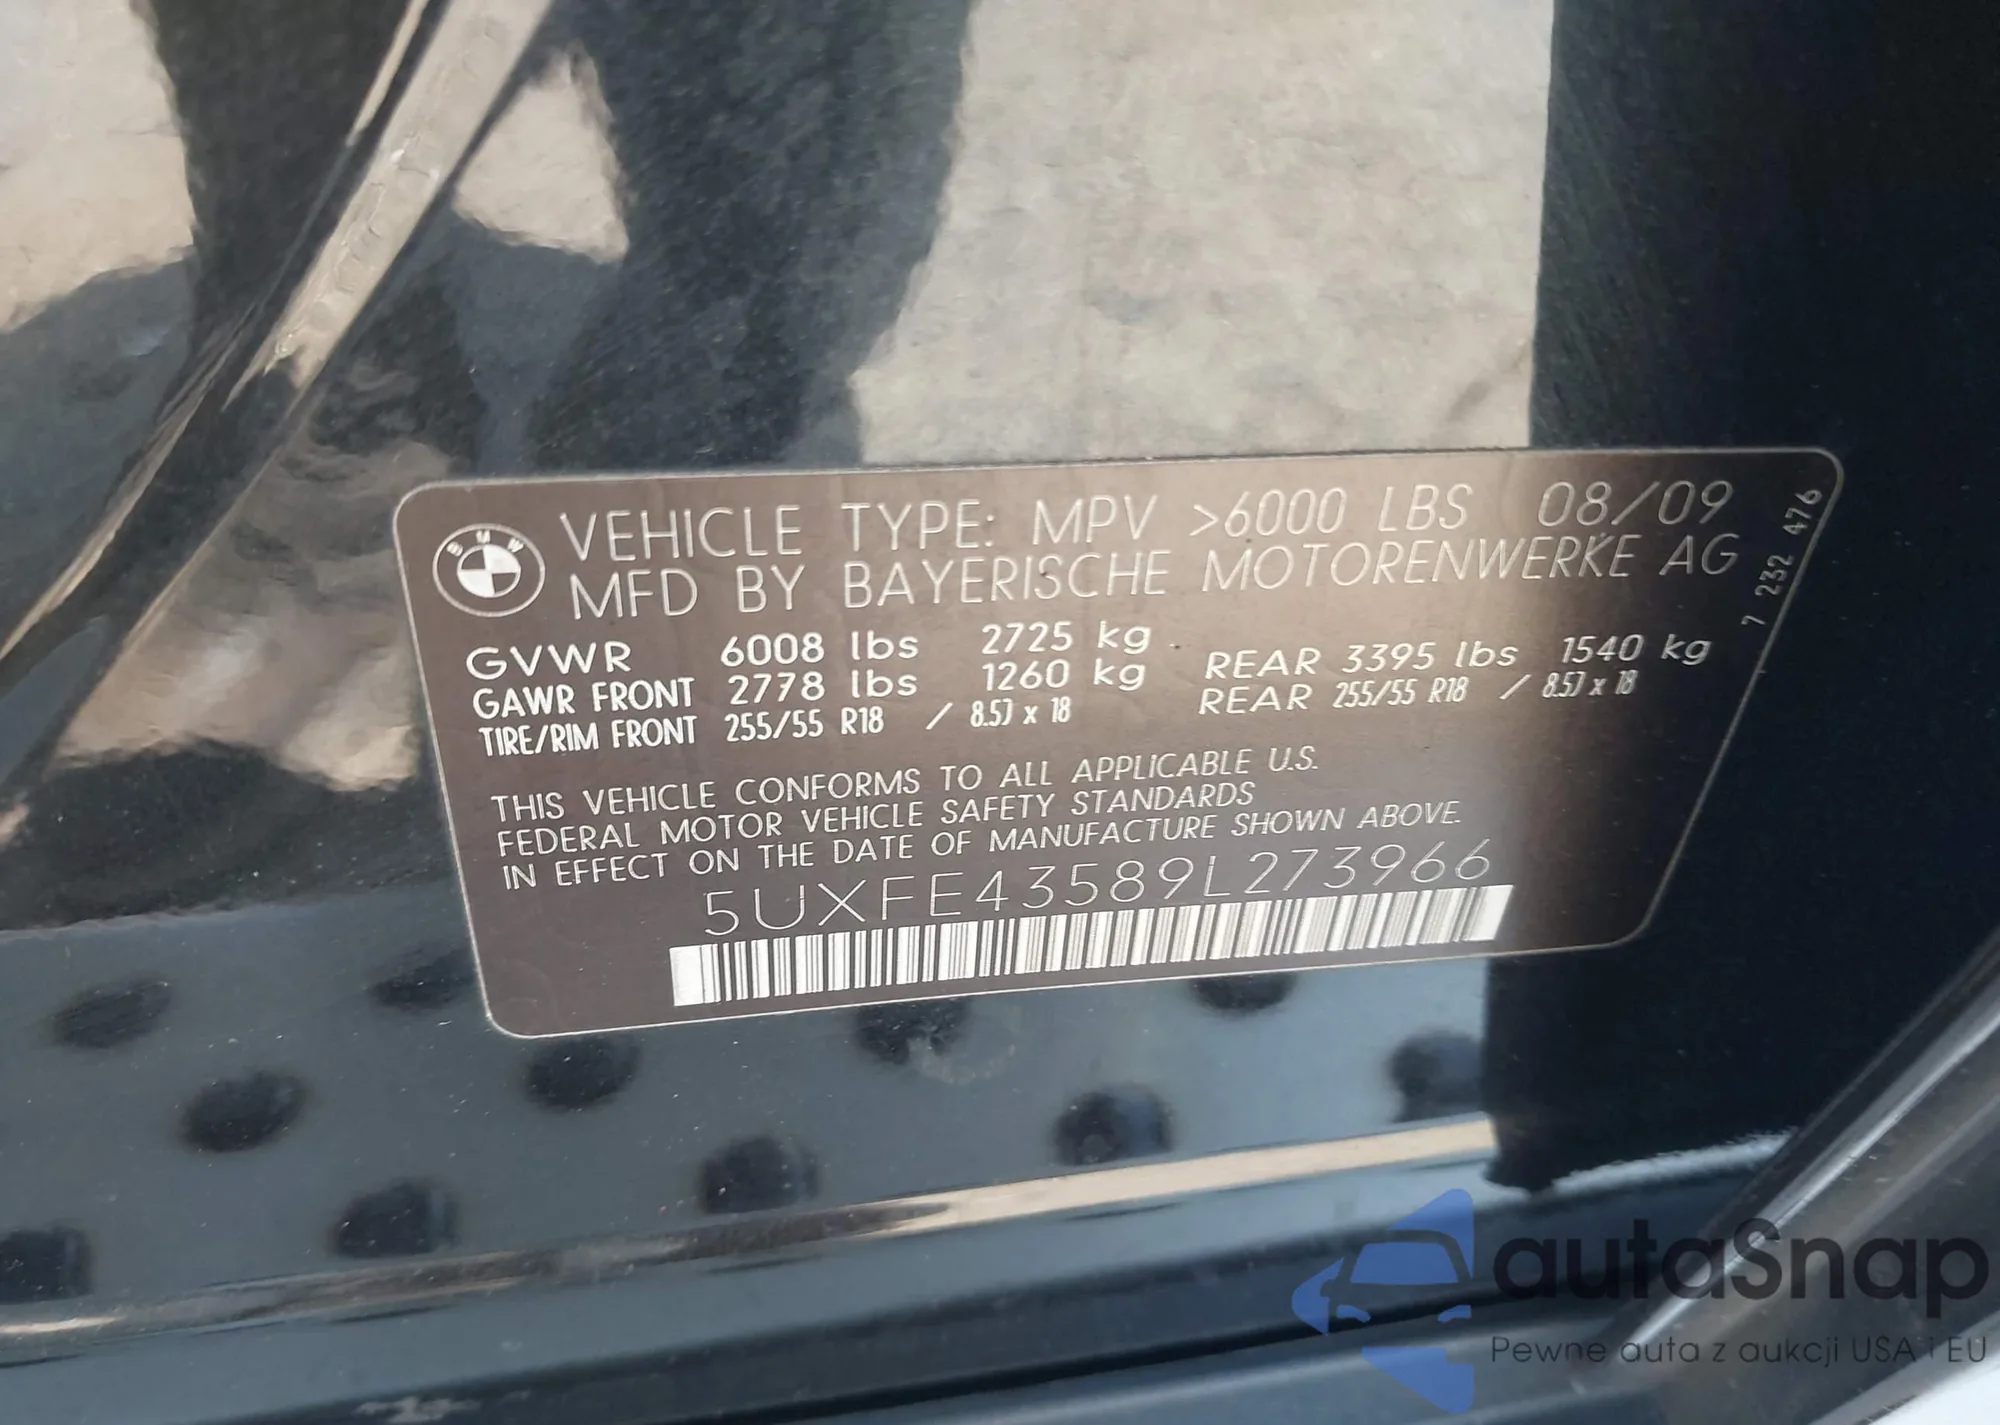 BMW
VEHICLE TYPE: MPV >6000 LBS 08/09
MFD BY BAYERISCHE MOTORENWERKE AG
GVWR 6008 lbs 2725 kg
GAWR FRONT 2778 lbs 1260 kg REAR 3395 lbs 1540 kg
TIRE/RIM FRONT 255/55 R18 / 8.5J x 18 REAR 255/55 R18 / 8.5J x 18
THIS VEHICLE CONFORMS TO ALL APPLICABLE U.S.
FEDERAL MOTOR VEHICLE SAFETY STANDARDS
IN EFFECT ON THE DATE OF MANUFACTURE SHOWN ABOVE.
5UXFE43589L273966
7 232 476
autaSnap
Pewne auta z aukcji USA i EU